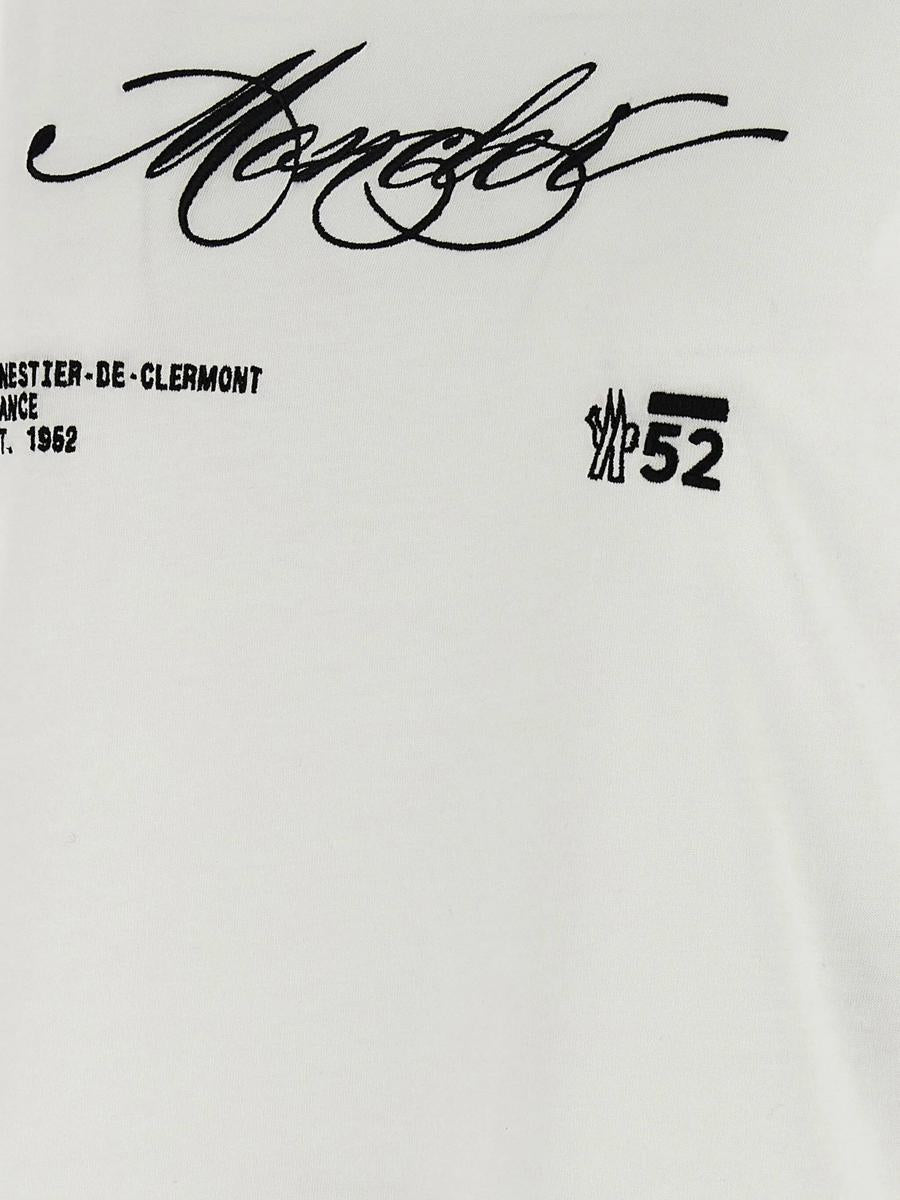 Moncler
NESTIER-DE-CLERMONT
ANCE
T. 1952
52